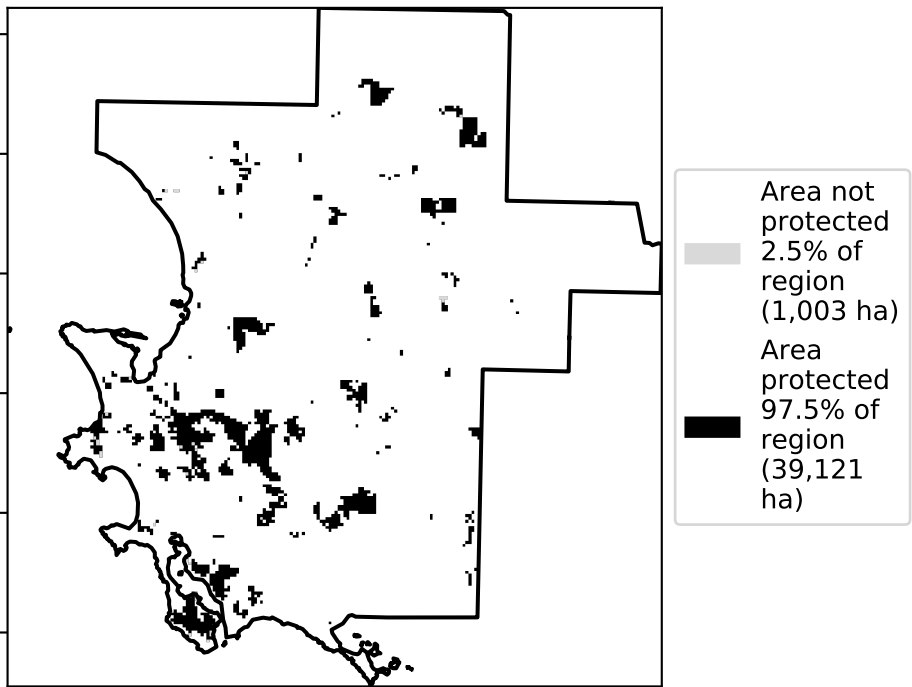 Area not
protected
2.5% of
region
(1,003 ha)
Area
protected
97.5% of
region
(39,121
ha)